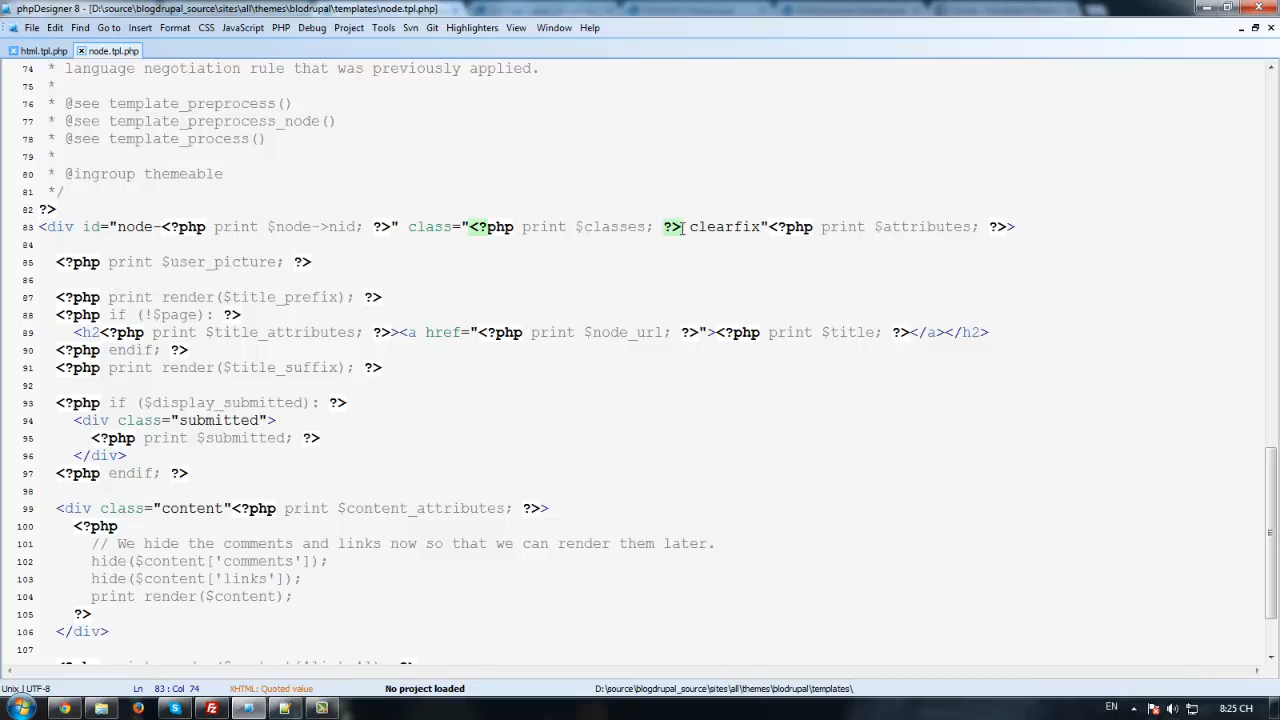 phpDesigner 8 - [D:\source\blogdrupal_source\sites\all\themes\blodrupal\templates\node.tpl.php]
File Edit View Find Go to Insert Format CSS JavaScript PHP Debug Project Tools Svn Git Highlighters View Window Help
html.tpl.php node.tpl.php
74 * language negotiation rule that was previously applied.
75 *
76 * @see template_preprocess()
77 * @see template_preprocess_node()
78 * @see template_process()
79 *
80 * @ingroup themeable
81 */
82 ?>
83 <div id="node-<?php print $node->nid; ?>" class="<?php print $classes; ?> clearfix"<?php print $attributes; ?>>
84
85 <?php print $user_picture; ?>
86
87 <?php print render($title_prefix); ?>
88 <?php if (!$page): ?>
89 <h2<?php print $title_attributes; ?>><a href="<?php print $node_url; ?>"><?php print $title; ?></a></h2>
90 <?php endif; ?>
91 <?php print render($title_suffix); ?>
92
93 <?php if ($display_submitted): ?>
94 <div class="submitted">
95 <?php print $submitted; ?>
96 </div>
97 <?php endif; ?>
98
99 <div class="content"<?php print $content_attributes; ?>>
100 <?php
101 // We hide the comments and links now so that we can render them later.
102 hide($content['comments']);
103 hide($content['links']);
104 print render($content);
105 ?>
106 </div>
107
Unix | UTF-8 Ln 83 : Col 74 XHTML: Quoted value No project loaded D:\source\blogdrupal_source\sites\all\themes\blodrupal\templates\
EN 8:25 CH